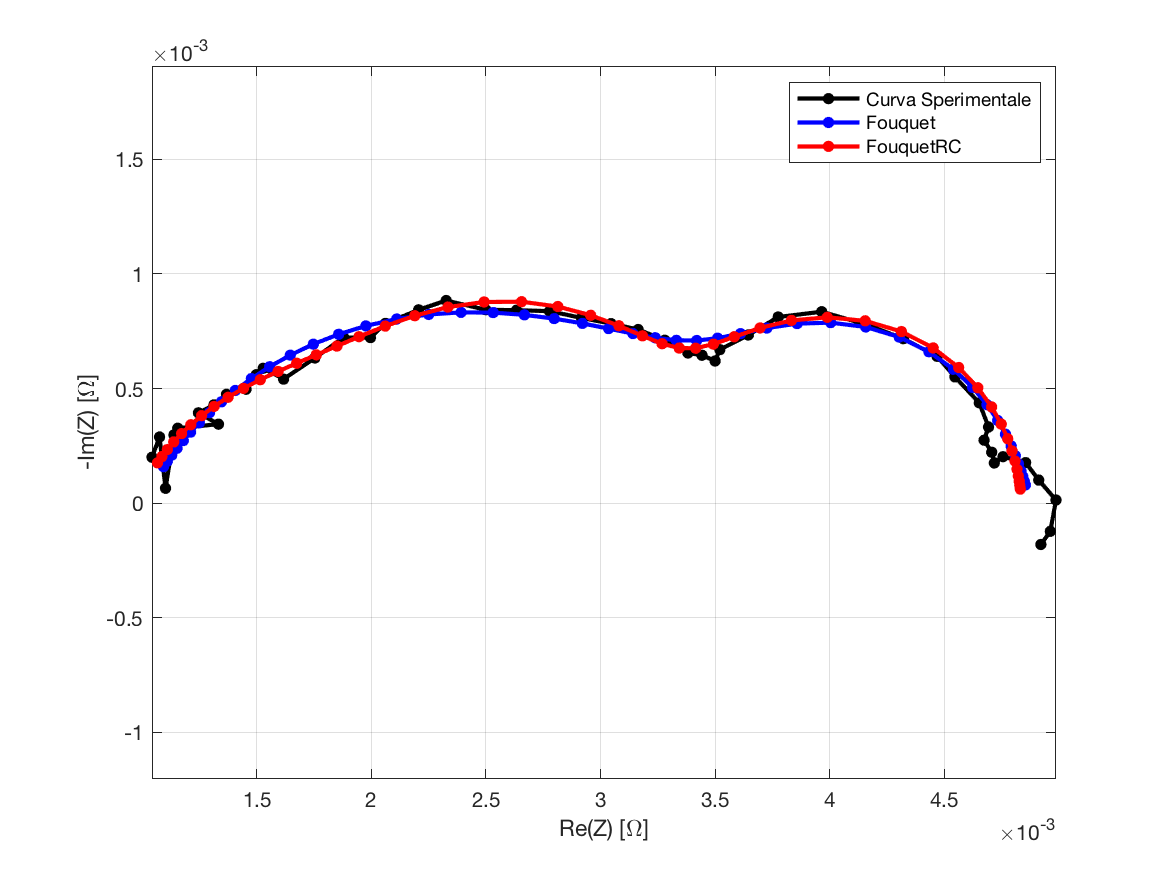 ×10-3
Curva Sperimentale
Fouquet
FouquetRC
1.5
1
0.5
0
-0.5
-1
-Im(Z) [Ω]
1.5 2 2.5 3 3.5 4 4.5
Re(Z) [Ω]
×10-3